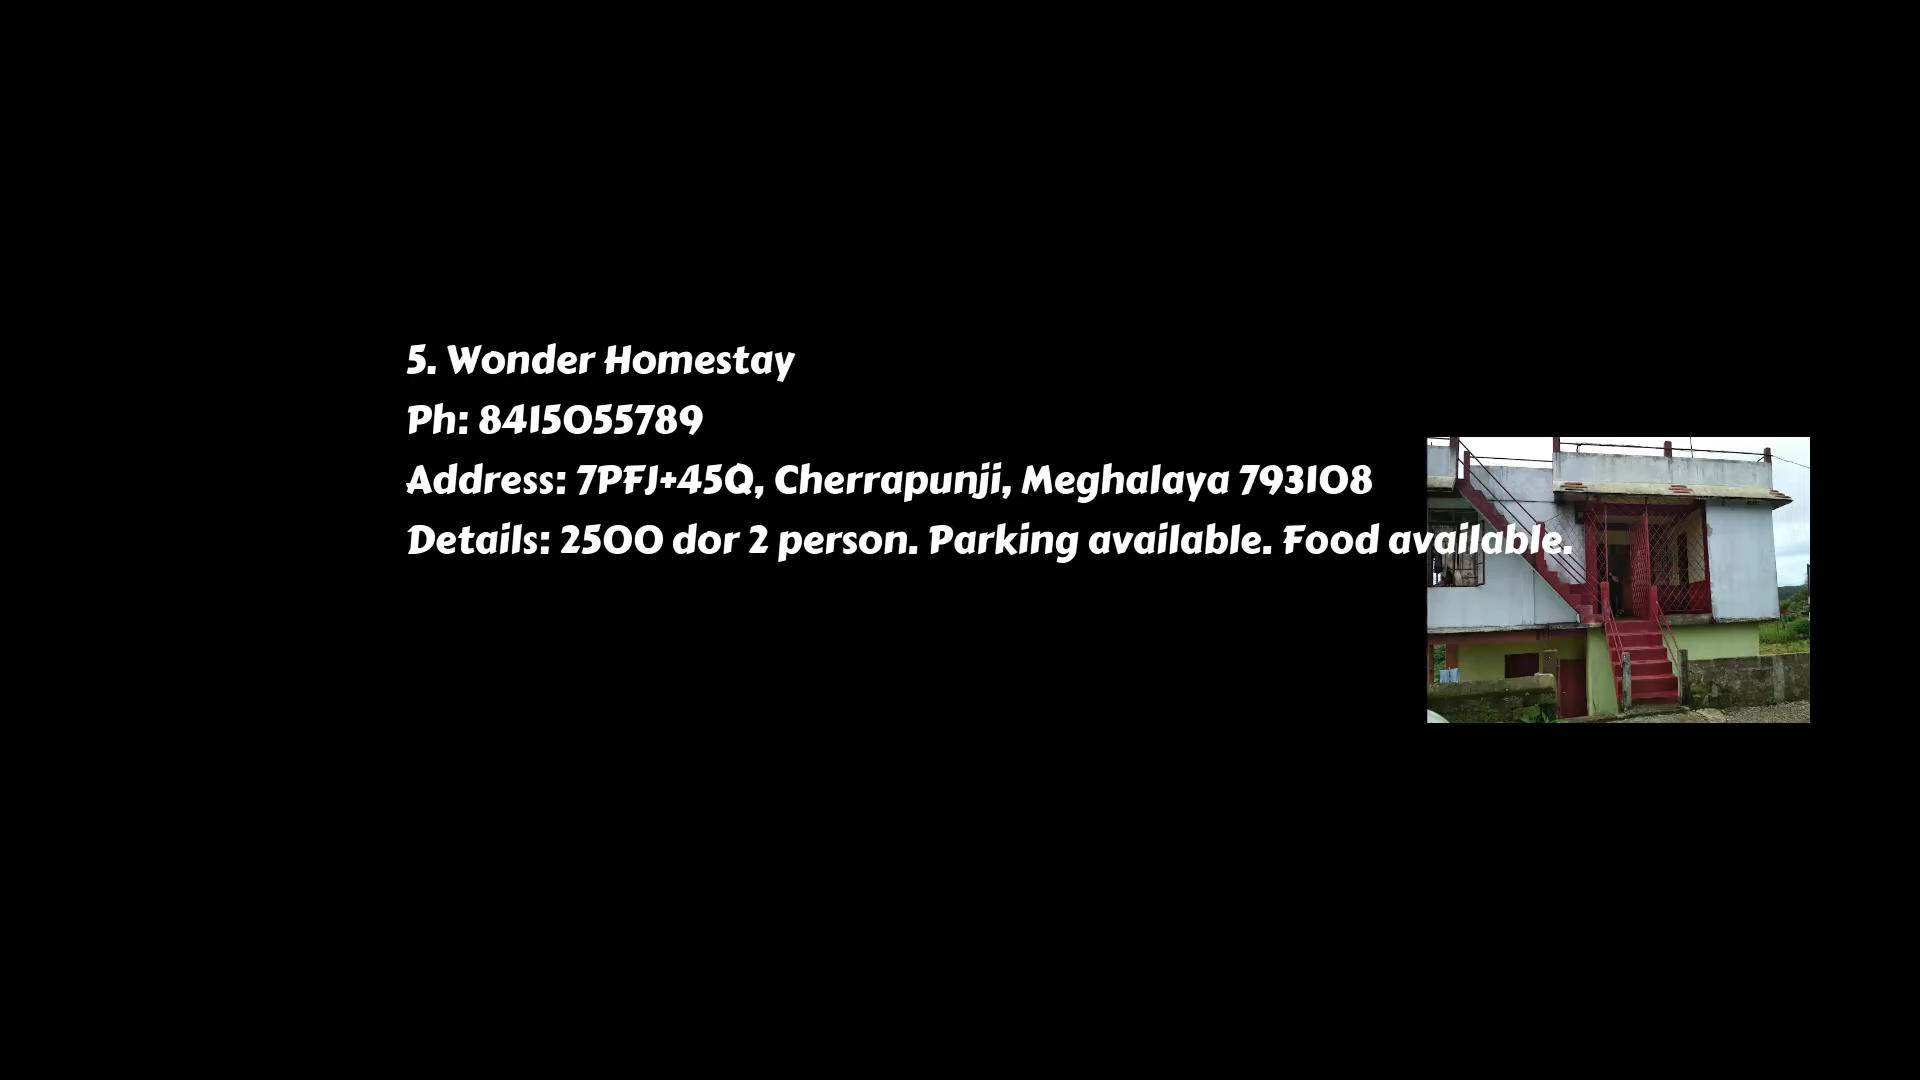 5. Wonder Homestay
Ph: 8415055789
Address: 7PFJ+45Q, Cherrapunji, Meghalaya 793108
Details: 2500 dor 2 person. Parking available. Food available.